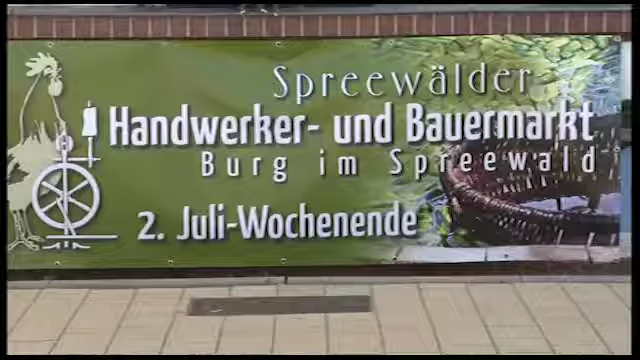 Spreewälder
Handwerker- und Bauermarkt
Burg im Spreewald
2. Juli-Wochenende